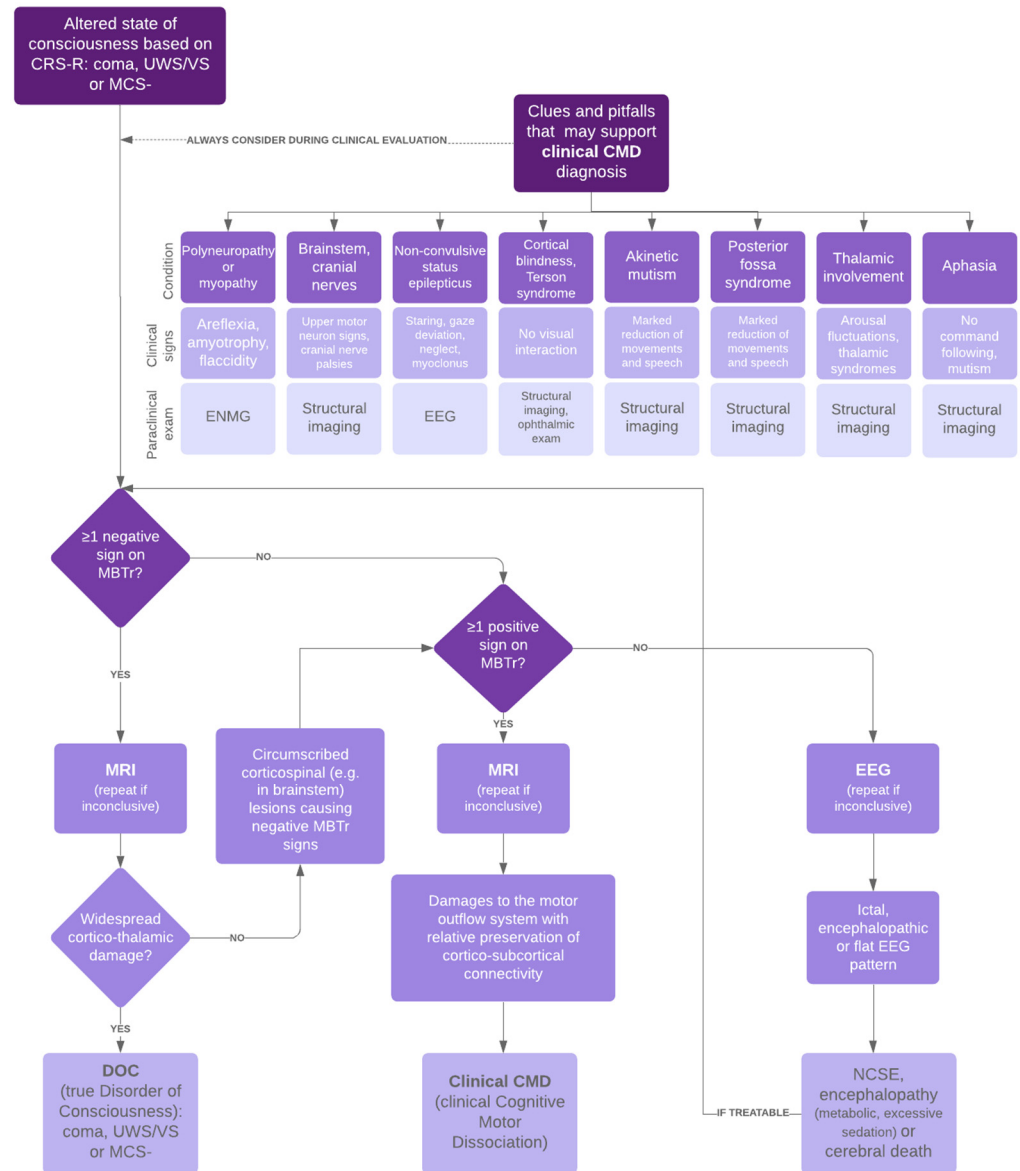 Altered state of
consciousness based on
CRS-R: coma, UWS/VS
or MCS-
Clues and pitfalls
that may support
clinical CMD
diagnosis
ALWAYS CONSIDER DURING CLINICAL EVALUATION
Condition
Polyneuropathy
or
myopathy
Brainstem,
cranial
nerves
Non-convulsive
status
epilepticus
Cortical
blindness,
Terson
syndrome
Akinetic
mutism
Posterior
fossa
syndrome
Thalamic
involvement
Aphasia
Clinical
signs
Areflexia,
amyotrophy,
flaccidity
Upper motor
neuron signs,
cranial nerve
palsies
Staring, gaze
deviation,
neglect,
myoclonus
No visual
interaction
Marked
reduction of
movements
and speech
Marked
reduction of
movements
and speech
Arousal
fluctuations,
thalamic
syndromes
No
command
following,
mutism
Paraclinical
exam
ENMG
Structural
imaging
EEG
Structural
imaging,
ophthalmic
exam
Structural
imaging
Structural
imaging
Structural
imaging
Structural
imaging
≥1 negative
sign on
MBTr?
NO
≥1 positive
sign on
MBTr?
NO
YES
YES
MRI
(repeat if
inconclusive)
Circumscribed
corticospinal (e.g.
in brainstem)
lesions causing
negative MBTr
signs
MRI
(repeat if
inconclusive)
EEG
(repeat if
inconclusive)
Widespread
cortico-thalamic
damage?
NO
Damages to the motor
outflow system with
relative preservation of
cortico-subcortical
connectivity
Ictal,
encephalopathic
or flat EEG
pattern
YES
DOC
(true Disorder of
Consciousness):
coma, UWS/VS
or MCS-
Clinical CMD
(clinical Cognitive
Motor
Dissociation)
IF TREATABLE
NCSE,
encephalopathy
(metabolic, excessive
sedation) or
cerebral death